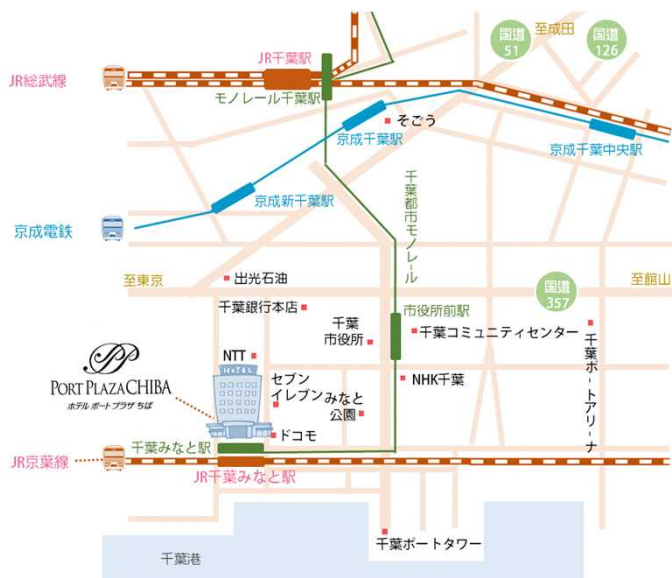 国道
51
至成田
国道
126
JR千葉駅
JR総武線
モノレール千葉駅
そごう
京成千葉駅
京成千葉中央駅
京成新千葉駅
千葉都市モノレール
京成電鉄
至東京
出光石油
国道
357
至館山
千葉銀行本店
市役所前駅
千葉
市役所
千葉コミュニティセンター
千葉ポートアリーナ
NTT
HOTEL
PORT PLAZA CHIBA
ホテル ポートプラザ ちば
セブン
イレブン
みなと
公園
NHK千葉
ドコモ
千葉みなと駅
JR京葉線
JR千葉みなと駅
千葉ポートタワー
千葉港